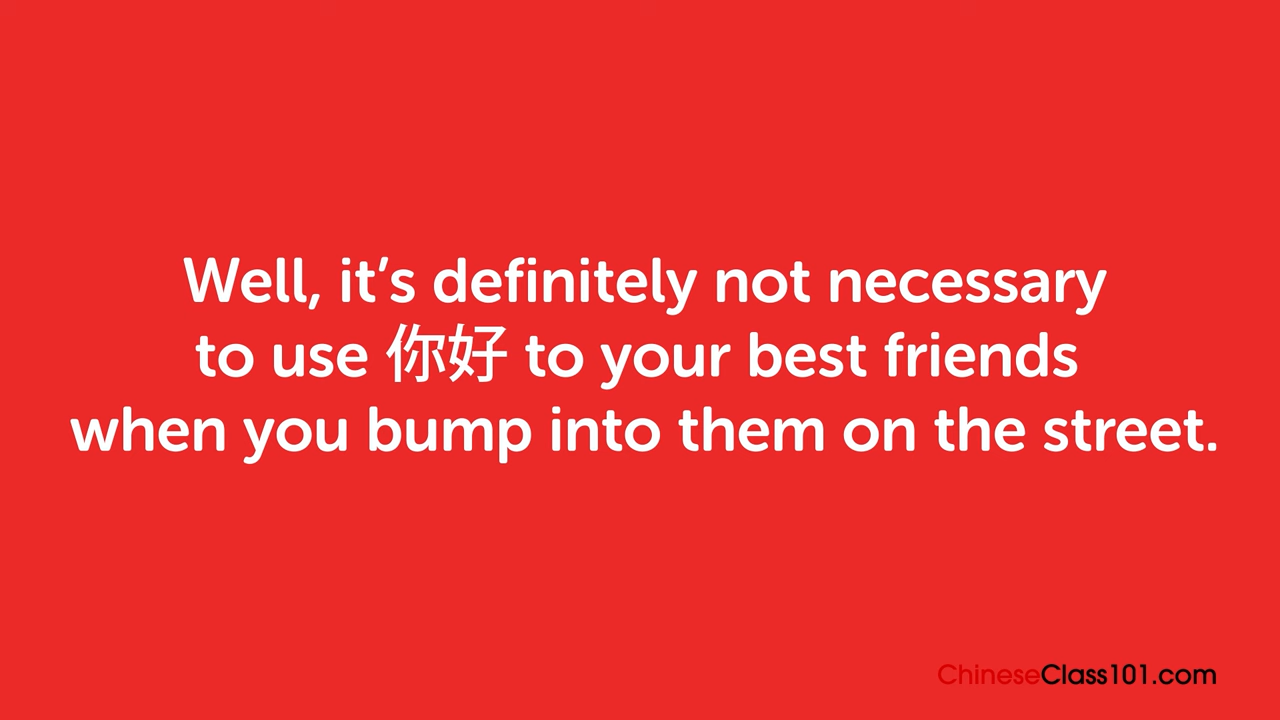 Well, it’s definitely not necessary
to use 你好 to your best friends
when you bump into them on the street.
ChineseClass101.com